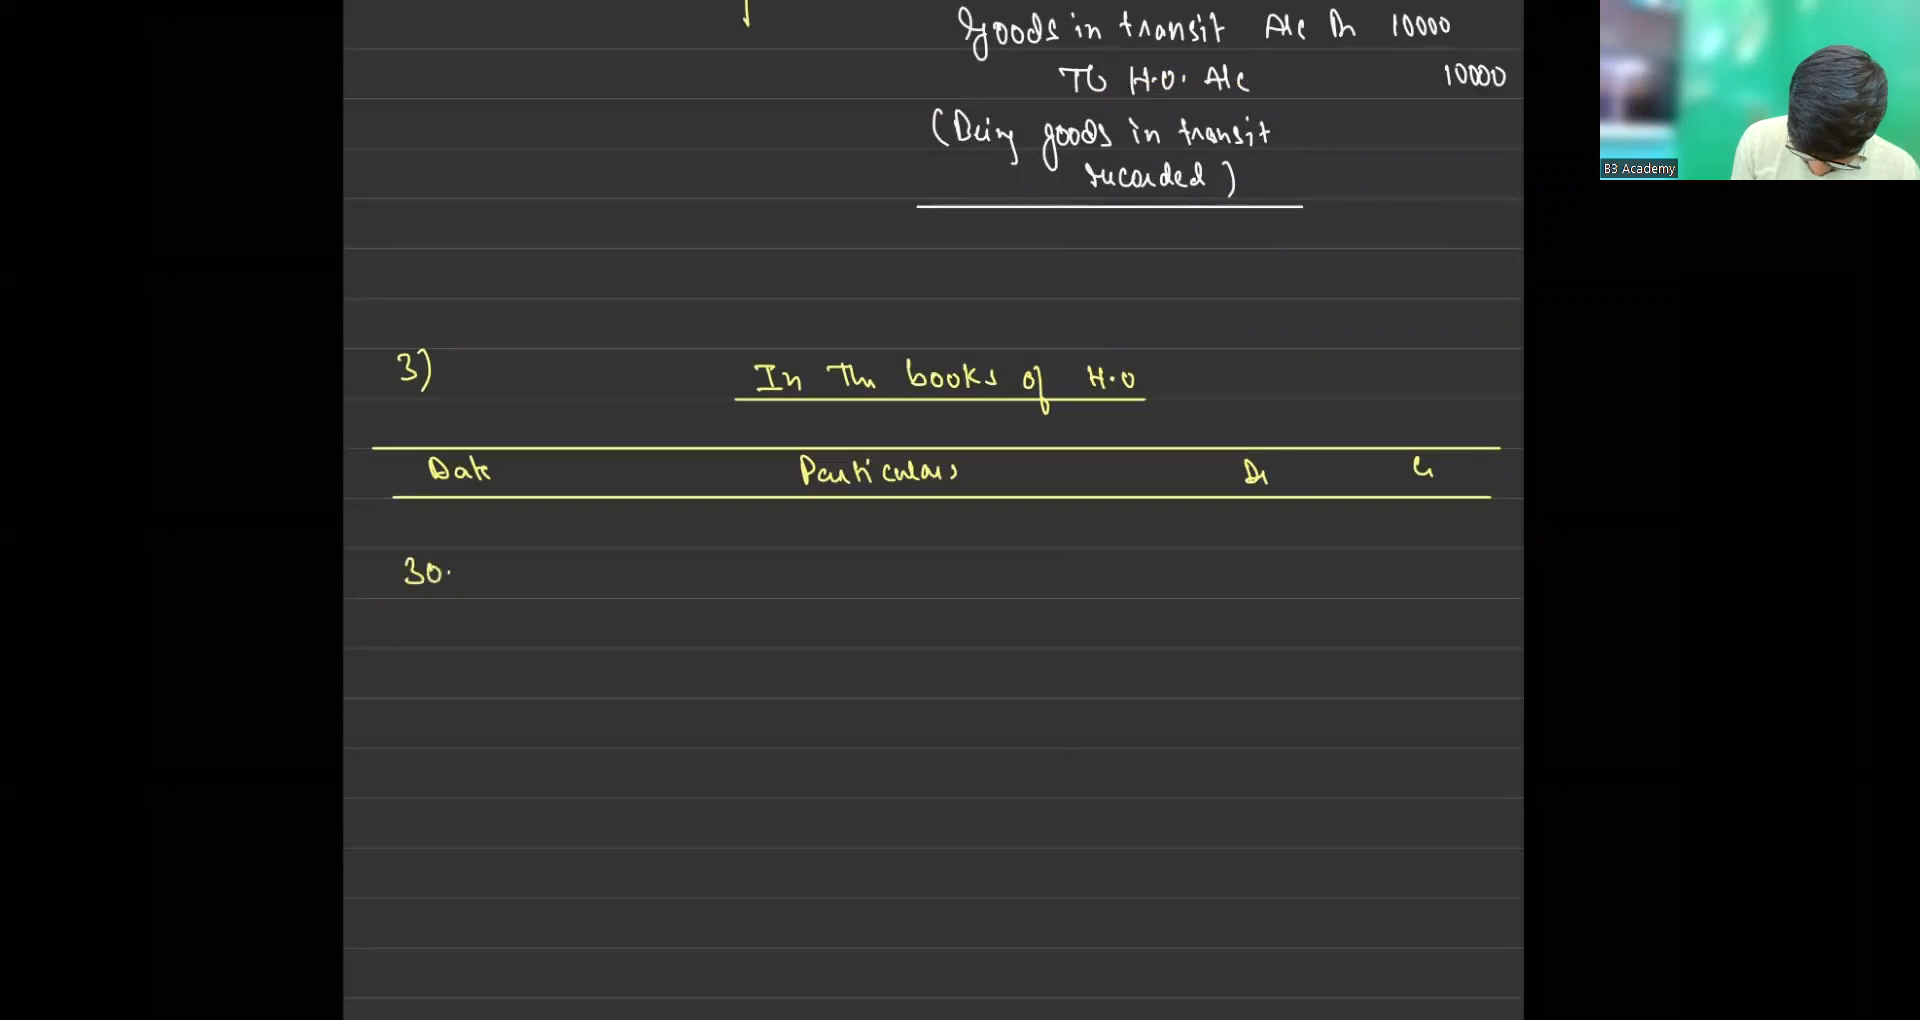 Goods in transit A/c Dr 10000
To H.O. A/c 10000
(Being goods in transit
recorded)
B3 Academy
3) In The books of H.O
Date Particulars Dr Cr
30.